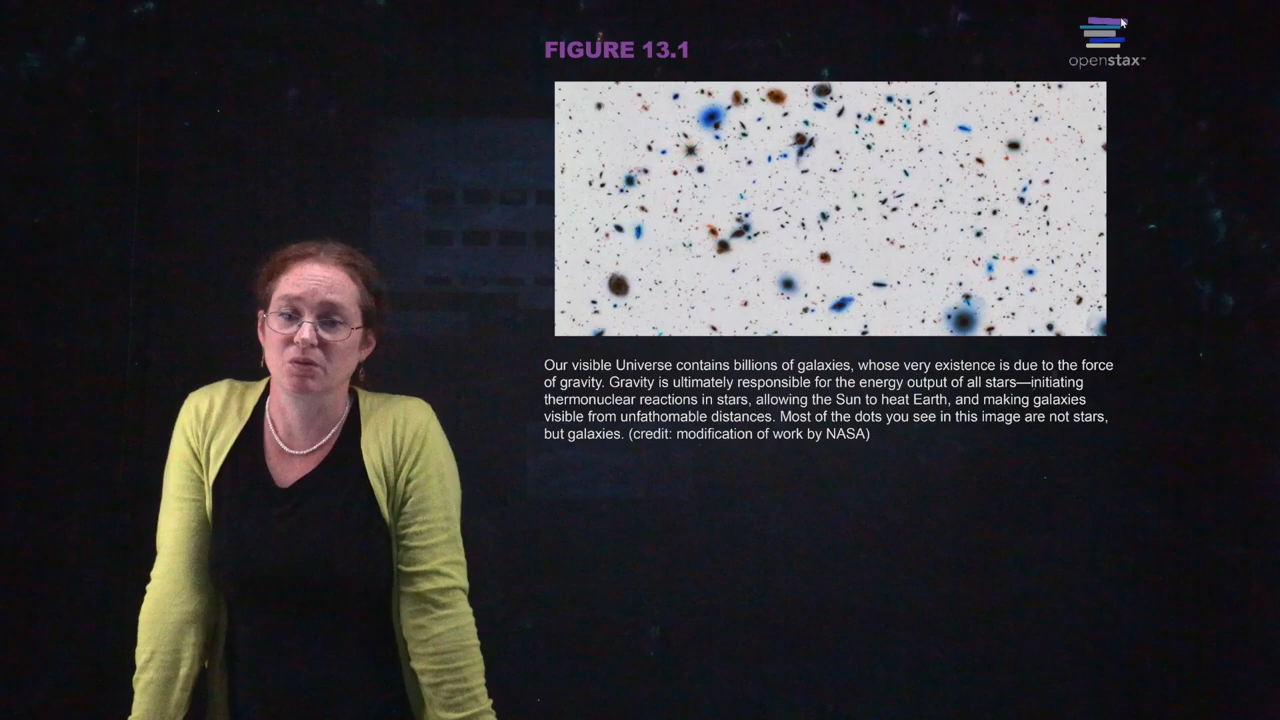 FIGURE 13.1
openstax™
Our visible Universe contains billions of galaxies, whose very existence is due to the force
of gravity. Gravity is ultimately responsible for the energy output of all stars—initiating
thermonuclear reactions in stars, allowing the Sun to heat Earth, and making galaxies
visible from unfathomable distances. Most of the dots you see in this image are not stars,
but galaxies. (credit: modification of work by NASA)